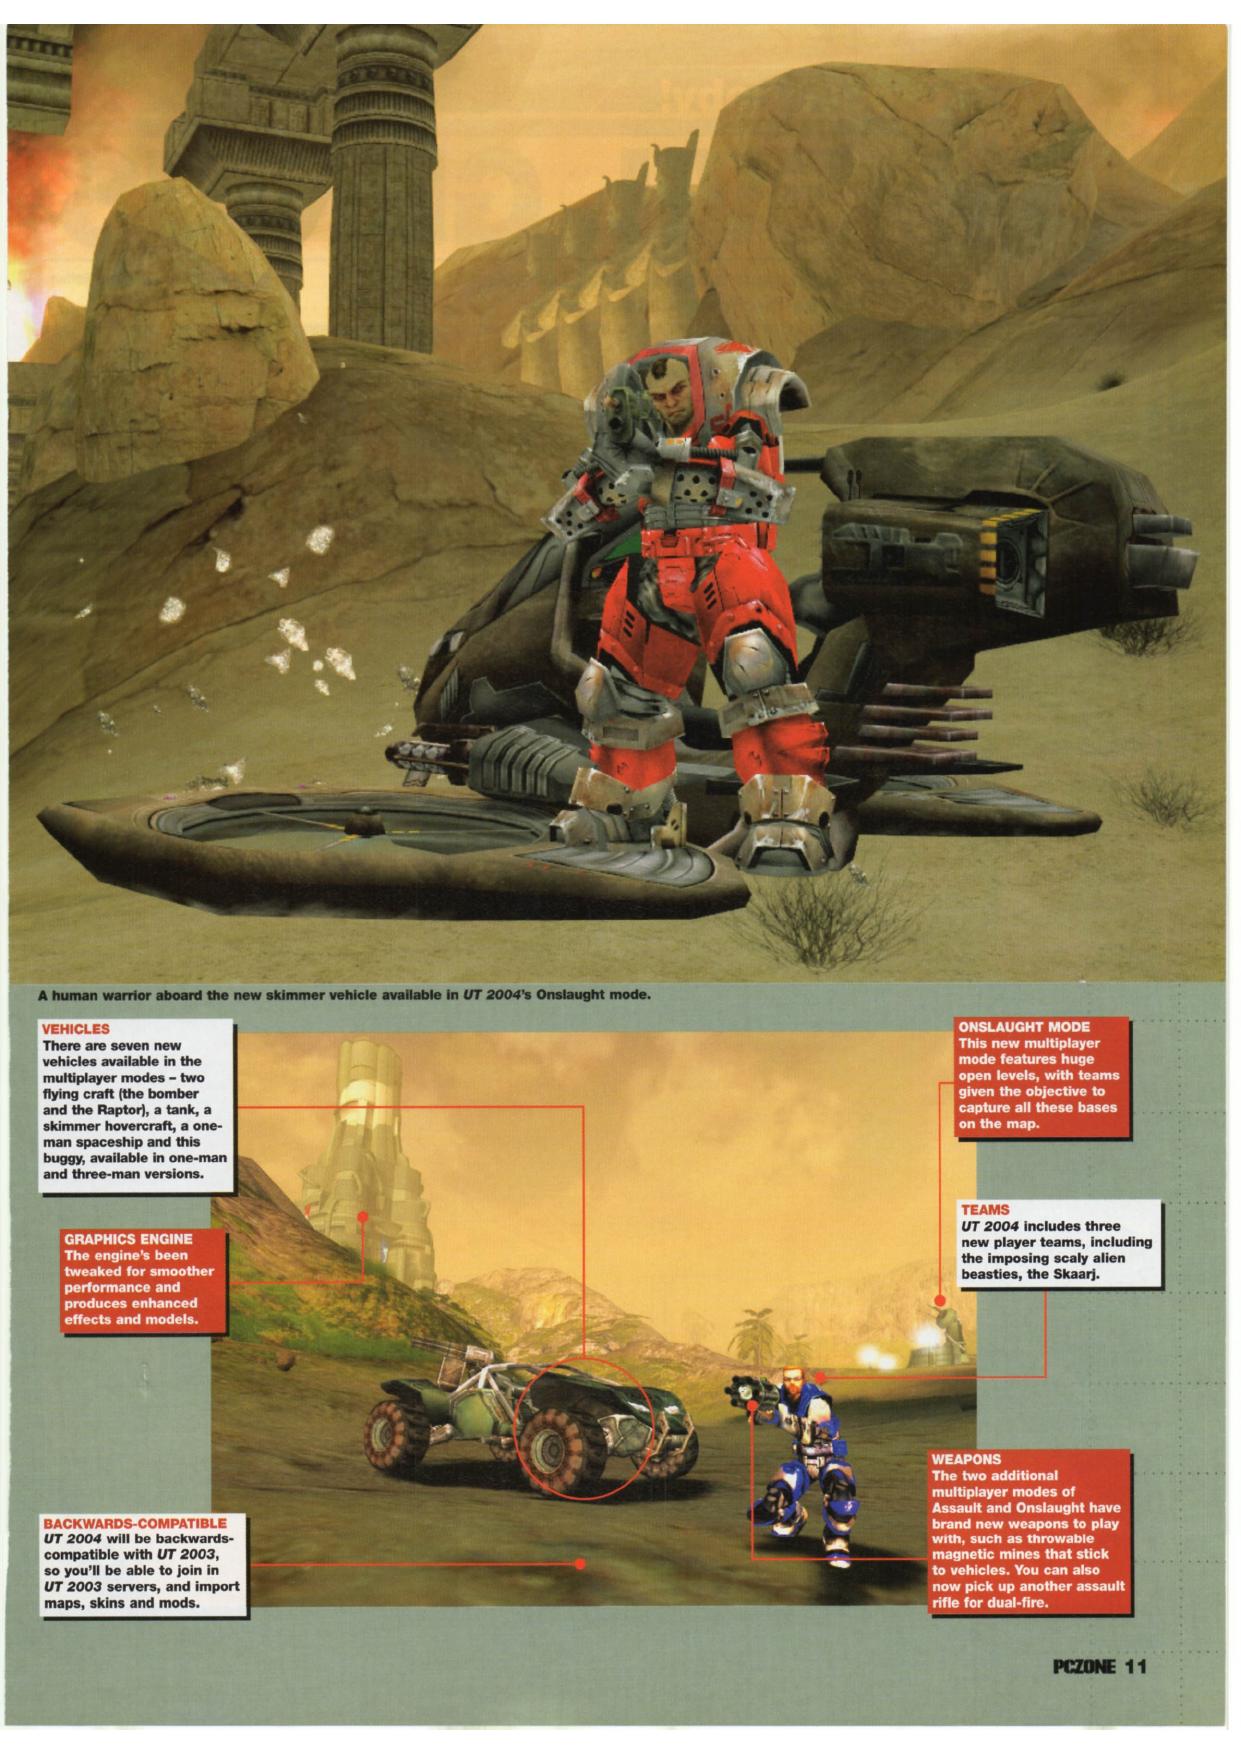 A human warrior aboard the new skimmer vehicle available in UT 2004's Onslaught mode.
VEHICLES
There are seven new
vehicles available in the
multiplayer modes – two
flying craft (the bomber
and the Raptor), a tank, a
skimmer hovercraft, a one-
man spaceship and this
buggy, available in one-man
and three-man versions.
GRAPHICS ENGINE
The engine's been
tweaked for smoother
performance and
produces enhanced
effects and models.
BACKWARDS-COMPATIBLE
UT 2004 will be backwards-
compatible with UT 2003,
so you'll be able to join in
UT 2003 servers, and import
maps, skins and mods.
ONSLAUGHT MODE
This new multiplayer
mode features huge
open levels, with teams
given the objective to
capture all these bases
on the map.
TEAMS
UT 2004 includes three
new player teams, including
the imposing scaly alien
beasties, the Skaarj.
WEAPONS
The two additional
multiplayer modes of
Assault and Onslaught have
brand new weapons to play
with, such as throwable
magnetic mines that stick
to vehicles. You can also
now pick up another assault
rifle for dual-fire.
PCZONE 11